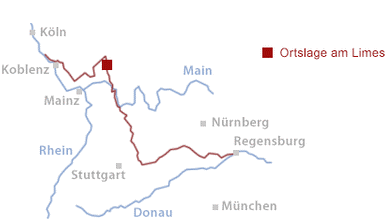 Köln
Ortslage am Limes
Koblenz
Main
Mainz
Nürnberg
Regensburg
Rhein
Stuttgart
Donau
München